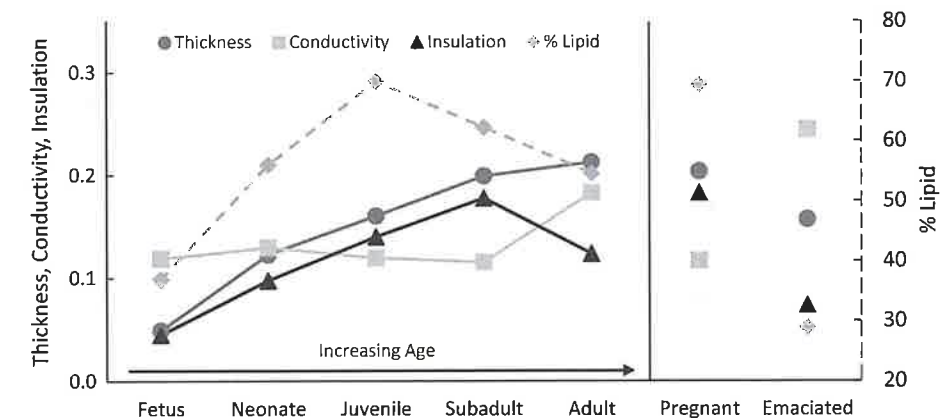 Thickness, Conductivity, Insulation
Thickness Conductivity Insulation % Lipid
0.3
0.2
0.1
0.0
Increasing Age
Fetus Neonate Juvenile Subadult Adult Pregnant Emaciated
80
70
60
50
40
30
20
% Lipid